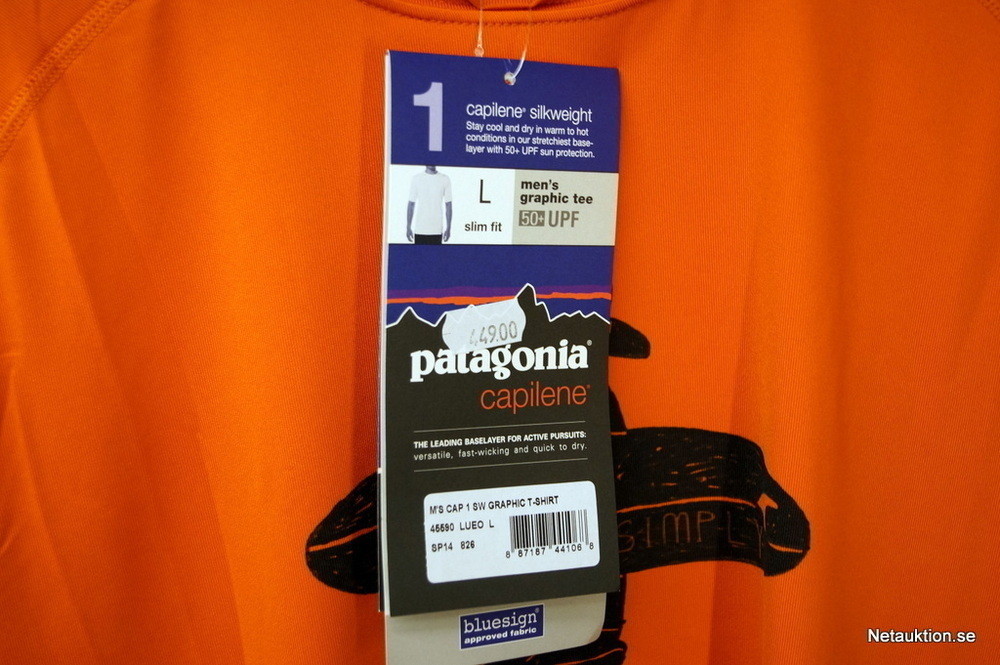 1
capilene® silkweight
Stay cool and dry in warm to hot
conditions in our stretchiest base-
layer with 50+ UPF sun protection.
L
slim fit
men's
graphic tee
50+ UPF
449.00
patagonia®
capilene®
THE LEADING BASELAYER FOR ACTIVE PURSUITS:
versatile, fast-wicking and quick to dry.
M'S CAP 1 SW GRAPHIC T-SHIRT
45590 LUEO L
SP14 826
8 87187 44106 8
SIMPLY
bluesign®
approved fabric
Netauktion.se